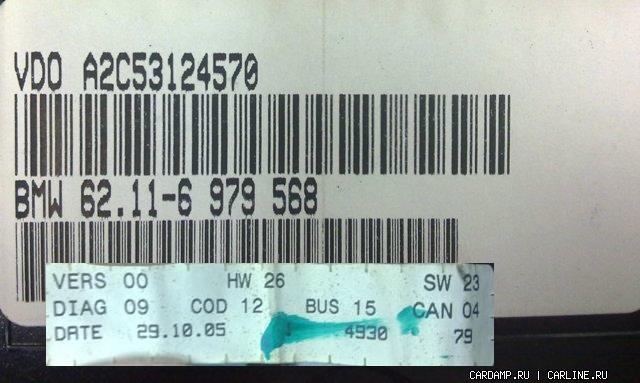 VDO A2C53124570
BMW 62.11-6 979 568
VERS 00 HW 26 SW 23
DIAG 09 COD 12 BUS 15 CAN 04
DATE 29.10.05 4930 79
CARDAMP.RU | CARLINE.RU